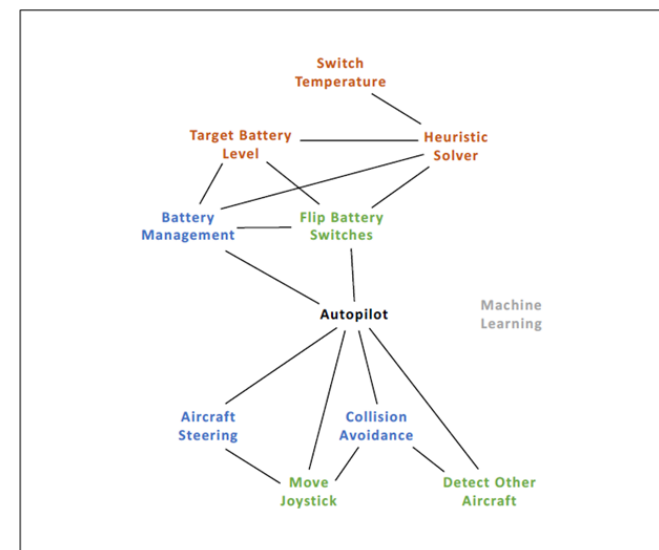 Switch
Temperature
Target Battery
Level
Heuristic
Solver
Battery
Management
Flip Battery
Switches
Autopilot
Machine
Learning
Aircraft
Steering
Collision
Avoidance
Move
Joystick
Detect Other
Aircraft